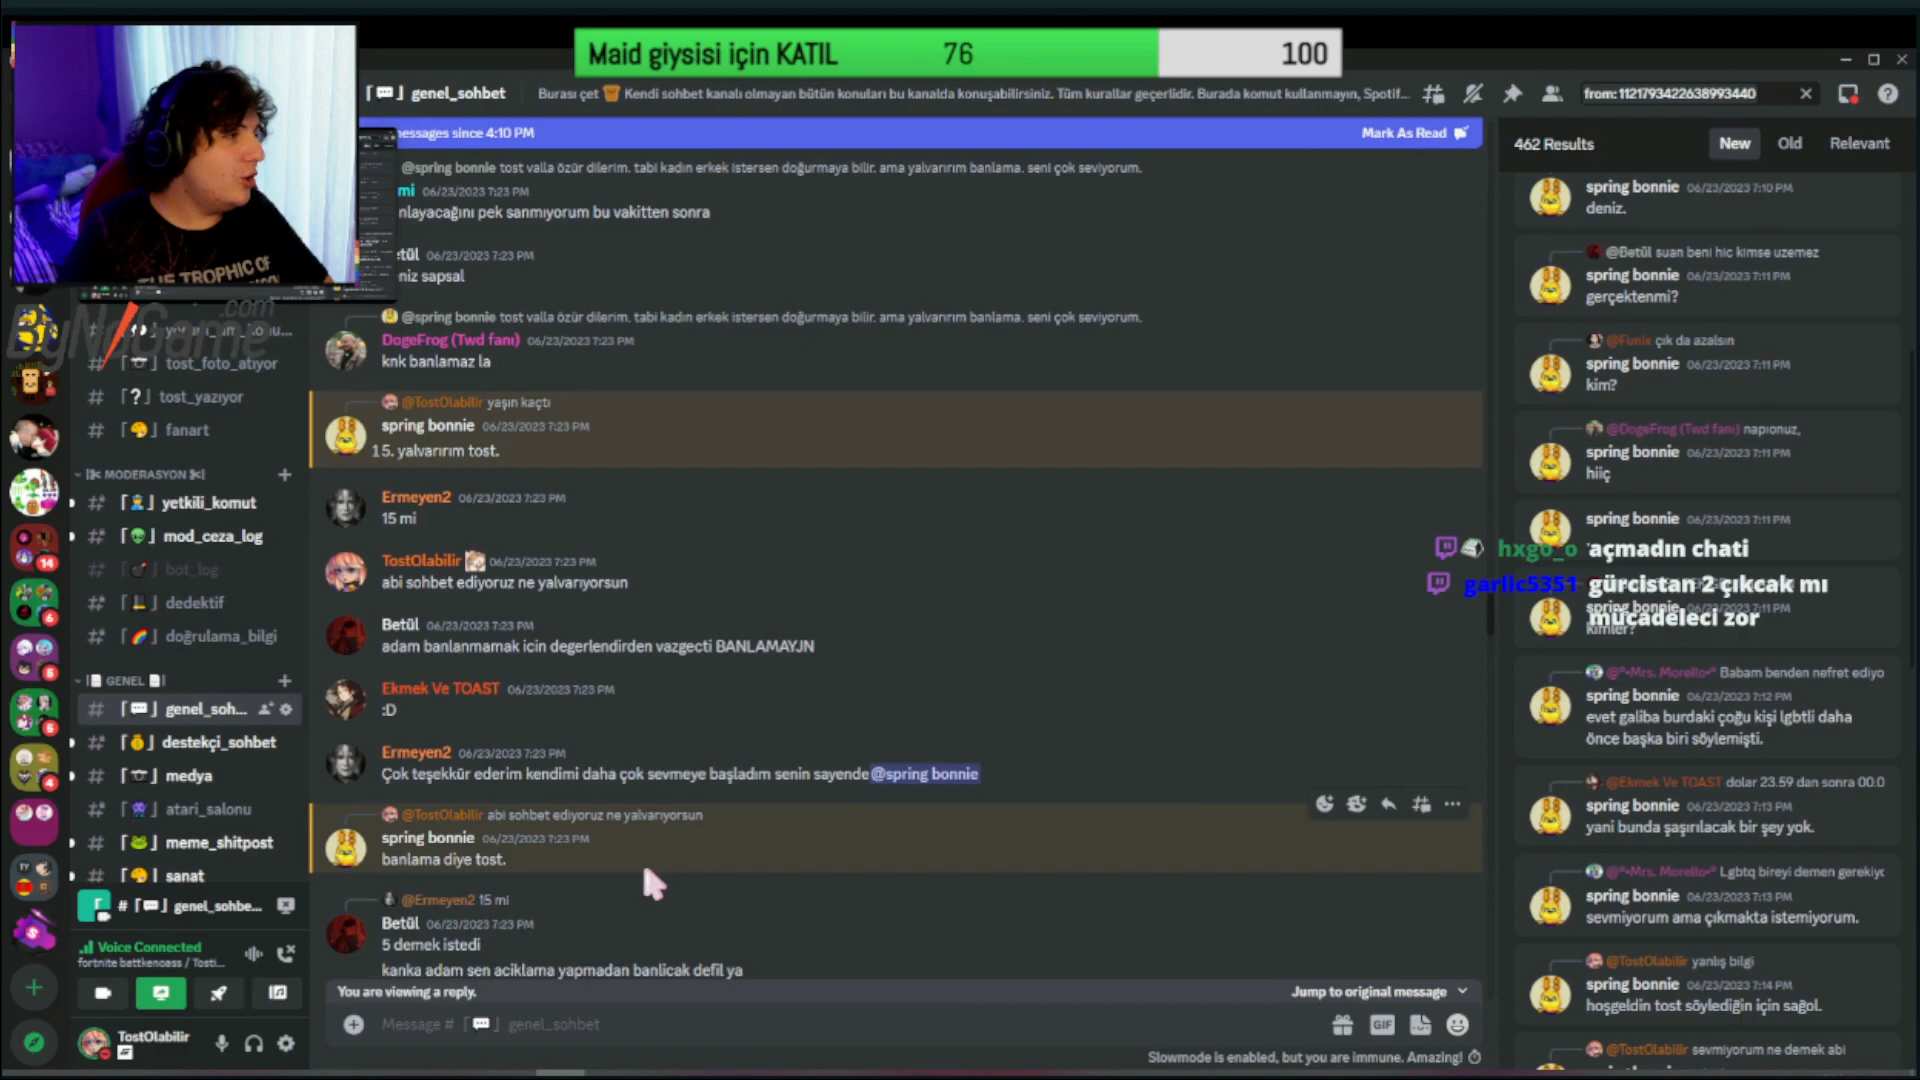 Maid giysisi için KATIL 76 100
genel_sohbet Burası çet Kendi sohbet kanalı olmayan bütün konuları bu kanalda konuşabilirsiniz. Tüm kurallar geçerlidir. Burada komut kullanmayın, Spotif...
from: 1121793422638993440
messages since 4:10 PM Mark As Read
@spring bonnie tost valla özür dilerim. tabi kadın erkek istersen doğurmaya bilir. ama yalvarırım banlama. seni çok seviyorum.
mi 06/23/2023 7:23 PM
nlayacağını pek sanmıyorum bu vakitten sonra
etül 06/23/2023 7:23 PM
niz sapsal
@spring bonnie tost valla özür dilerim. tabi kadın erkek istersen doğurmaya bilir. ama yalvarırım banlama. seni çok seviyorum.
DogeFrog (Twd fanı) 06/23/2023 7:23 PM
knk banlamaz la
@TostOlabilir yaşın kaçtı
spring bonnie 06/23/2023 7:23 PM
15. yalvarırım tost.
Ermeyen2 06/23/2023 7:23 PM
15 mi
TostOlabilir 06/23/2023 7:23 PM
abi sohbet ediyoruz ne yalvarıyorsun
Betül 06/23/2023 7:23 PM
adam banlanmamak icin degerlendirden vazgecti BANLAMAYJN
Ekmek Ve TOAST 06/23/2023 7:23 PM
:D
Ermeyen2 06/23/2023 7:23 PM
Çok teşekkür ederim kendimi daha çok sevmeye başladım senin sayende @spring bonnie
@TostOlabilir abi sohbet ediyoruz ne yalvarıyorsun
spring bonnie 06/23/2023 7:23 PM
banlama diye tost.
@Ermeyen2 15 mi
Betül 06/23/2023 7:23 PM
5 demek istedi
kanka adam sen aciklama yapmadan banlicak defil ya
You are viewing a reply. Jump to original message
Message # genel_sohbet
GIF
Slowmode is enabled, but you are immune. Amazing!
THE TROPHIC OF
ByNoGame.com
tost_foto_atıyor
tost_yazıyor
fanart
MODERASYON
yetkili_komut
mod_ceza_log
bot_log
dedektif
doğrulama_bilgi
GENEL
genel_soh...
destekçi_sohbet
medya
atari_salonu
meme_shitpost
sanat
14
6
5
5
4
# genel_sohbe...
Voice Connected
fortnite battkenoass / Tosti...
TostOlabilir
462 Results New Old Relevant
spring bonnie 06/23/2023 7:10 PM
deniz.
@Betül suan beni hic kimse uzemez
spring bonnie 06/23/2023 7:11 PM
gerçektenmi?
@Funix çık da azalsın
spring bonnie 06/23/2023 7:11 PM
kim?
@DogeFrog (Twd fanı) napıonuz,
spring bonnie 06/23/2023 7:11 PM
hiiç
spring bonnie 06/23/2023 7:11 PM
hxgo_o açmadın chati
garlic5351 gürcistan 2 çıkcak mı
mücadeleci zor
spring bonnie 06/23/2023 7:11 PM
kimler?
@°•Mrs. Morello•° Babam benden nefret ediyo
spring bonnie 06/23/2023 7:12 PM
evet galiba burdaki çoğu kişi lgbtli daha
önce başka biri söylemişti.
@Ekmek Ve TOAST dolar 23.59 dan sonra 00.0
spring bonnie 06/23/2023 7:13 PM
yani bunda şaşırılacak bir şey yok.
@°•Mrs. Morello•° Lgbtq bireyi demen gerekiyo
spring bonnie 06/23/2023 7:13 PM
sevmiyorum ama çıkmakta istemiyorum.
@TostOlabilir yanlış bilgi
spring bonnie 06/23/2023 7:14 PM
hoşgeldin tost söylediğin için sağol.
@TostOlabilir sevmiyorum ne demek abi